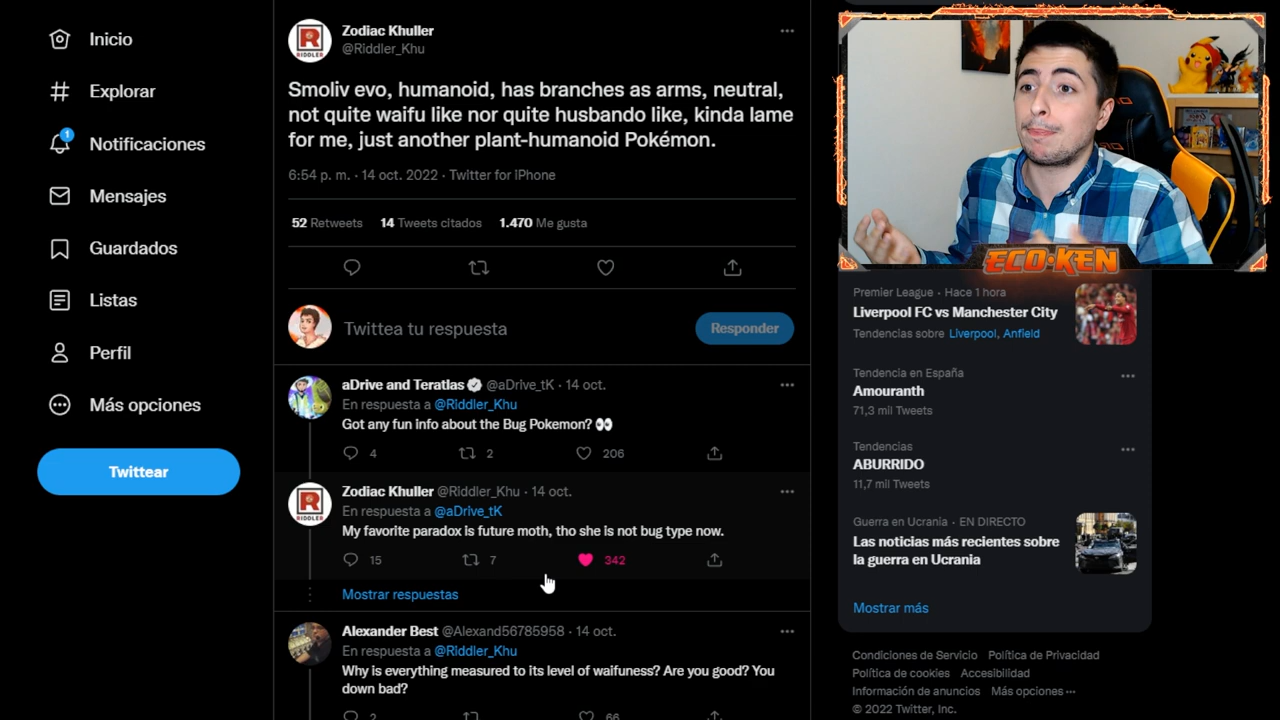 Inicio
Explorar
1
Notificaciones
Mensajes
Guardados
Listas
Perfil
Más opciones
Twittear
RIDDLER
Zodiac Khuller
@Riddler_Khu
Smoliv evo, humanoid, has branches as arms, neutral,
not quite waifu like nor quite husbando like, kinda lame
for me, just another plant-humanoid Pokémon.
6:54 p. m. · 14 oct. 2022 · Twitter for iPhone
52 Retweets 14 Tweets citados 1.470 Me gusta
Twittea tu respuesta
Responder
aDrive and Teratlas @aDrive_tK · 14 oct.
En respuesta a @Riddler_Khu
Got any fun info about the Bug Pokemon? 👀
4 2 206
RIDDLER
Zodiac Khuller @Riddler_Khu · 14 oct.
En respuesta a @aDrive_tK
My favorite paradox is future moth, tho she is not bug type now.
15 7 342
Mostrar respuestas
Alexander Best @Alexand56785958 · 14 oct.
En respuesta a @Riddler_Khu
Why is everything measured to its level of waifuness? Are you good? You
down bad?
2 66
ECO·KEN
Premier League · Hace 1 hora
Liverpool FC vs Manchester City
Tendencias sobre Liverpool, Anfield
Tendencia en España
Amouranth
71,3 mil Tweets
Tendencias
ABURRIDO
11,7 mil Tweets
Guerra en Ucrania · EN DIRECTO
Las noticias más recientes sobre
la guerra en Ucrania
Mostrar más
Condiciones de Servicio Política de Privacidad
Política de cookies Accesibilidad
Información de anuncios Más opciones ···
© 2022 Twitter, Inc.